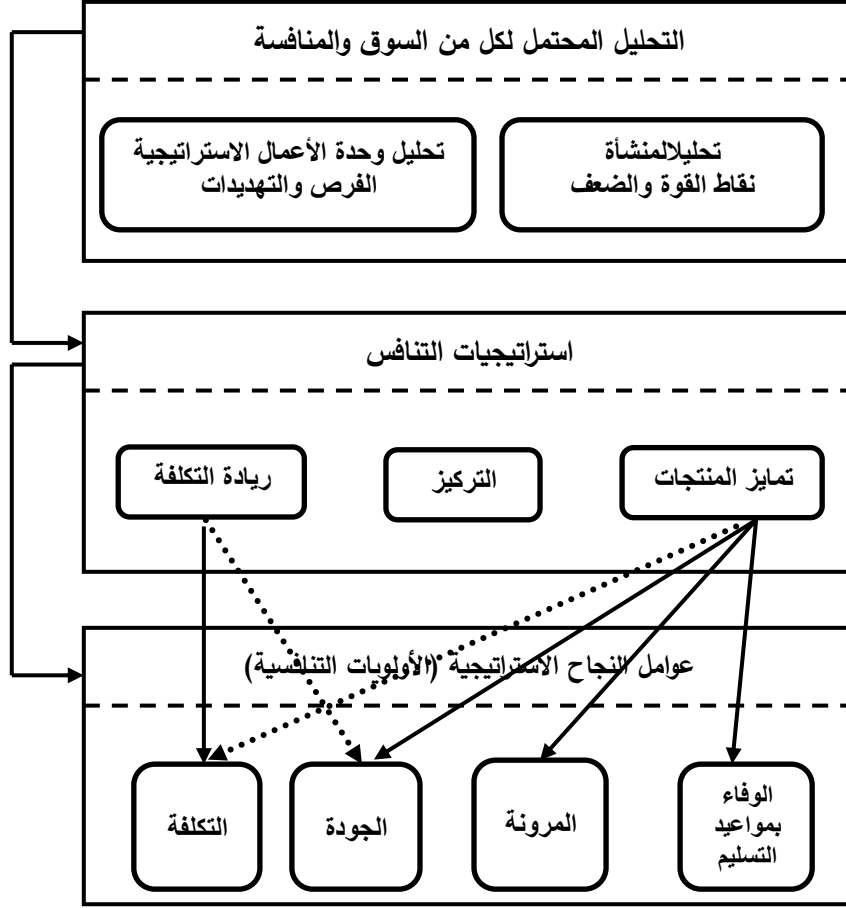 التحليل المحتمل لكل من السوق والمنافسة
تحليلالمنشأة
نقاط القوة والضعف
تحليل وحدة الأعمال الاستراتيجية
الفرص والتهديدات
استراتيجيات التنافس
تمايز المنتجات
التركيز
ريادة التكلفة
عوامل النجاح الاستراتيجية (الأولويات التنافسية)
الوفاء
بمواعيد
التسليم
المرونة
الجودة
التكلفة